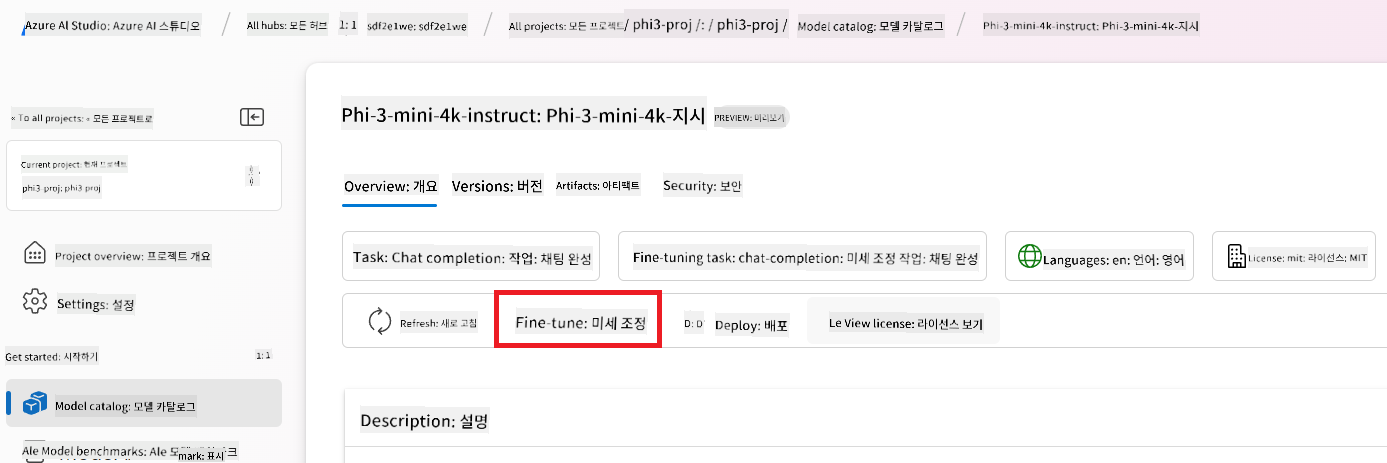 Azure AI Studio: Azure AI 스튜디오 / All hubs: 모든 허브 1: 1 sdf2e1we: sdf2e1we / All projects: 모든 프로젝트/ phi3-proj /: / phi3-proj / Model catalog: 모델 카탈로그 / Phi-3-mini-4k-instruct: Phi-3-mini-4k-지시
« To all projects: « 모든 프로젝트로
Current project: 현재 프로젝트
phi3-proj: phi3 proj
Project overview: 프로젝트 개요
Settings: 설정
Get started: 시작하기 1: 1
Model catalog: 모델 카탈로그
Ale Model benchmarks: Ale
mark: 표시
Phi-3-mini-4k-instruct: Phi-3-mini-4k-지시 PREVIEW: 미리보기
Overview: 개요 Versions: 버전 Artifacts: 아티팩트 Security: 보안
Task: Chat completion: 작업: 채팅 완성 Fine-tuning task: chat-completion: 미세 조정 작업: 채팅 완성 Languages: en: 언어: 영어 License: mit: 라이선스: MIT
Refresh: 새로 고침 Fine-tune: 미세 조정 D: D Deploy: 배포 Le View license: 라이선스 보기
Description: 설명